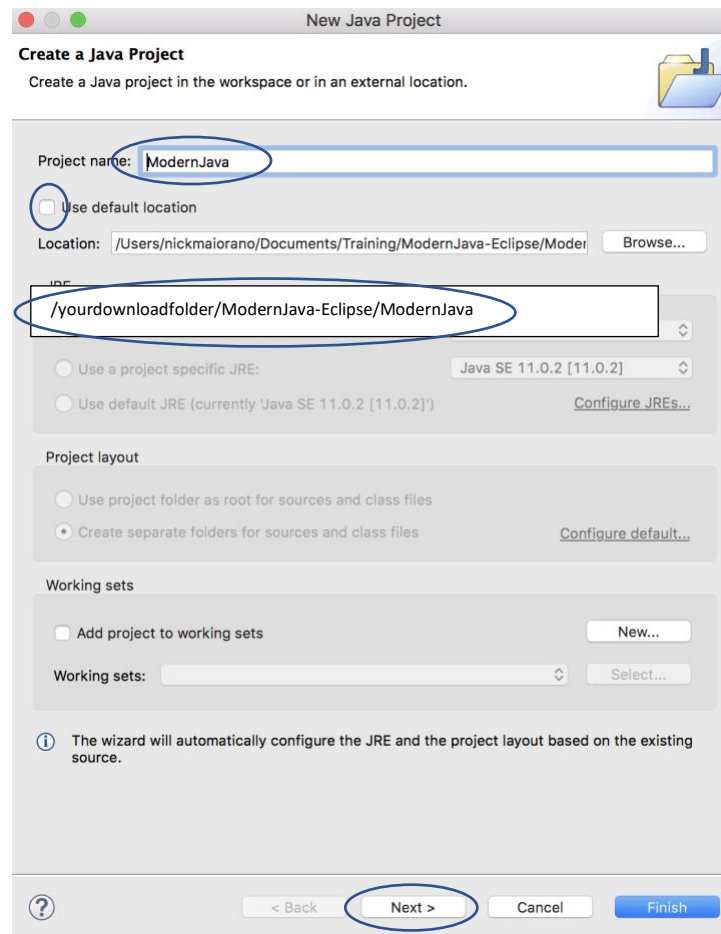 New Java Project
Create a Java Project
Create a Java project in the workspace or in an external location.
Project name: ModernJava
Use default location
Location: /Users/nickmaiorano/Documents/Training/ModernJava-Eclipse/Moder Browse...
JRE
/yourdownloadfolder/ModernJava-Eclipse/ModernJava
Use a project specific JRE: Java SE 11.0.2 [11.0.2]
Use default JRE (currently 'Java SE 11.0.2 [11.0.2]') Configure JREs...
Project layout
Use project folder as root for sources and class files
Create separate folders for sources and class files Configure default...
Working sets
Add project to working sets New...
Working sets: Select...
The wizard will automatically configure the JRE and the project layout based on the existing
source.
? < Back Next > Cancel Finish